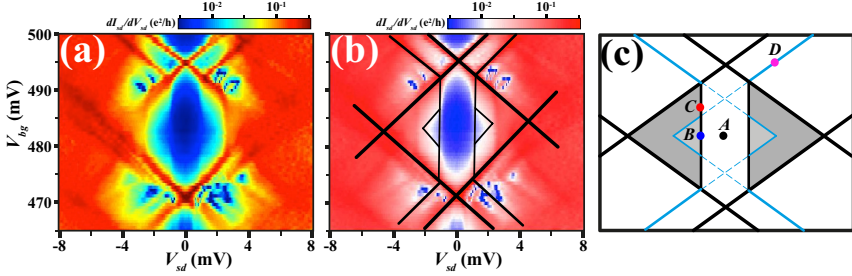 dI_sd/dV_sd (e²/h) 10⁻² 10⁻¹
dI_sd/dV_sd (e²/h) 10⁻² 10⁻¹
(a)
(b)
(c)
V_bg (mV)
500
490
480
470
-8 -4 0 4 8
-8 -4 0 4 8
V_sd (mV)
V_sd (mV)
D
C
B
A